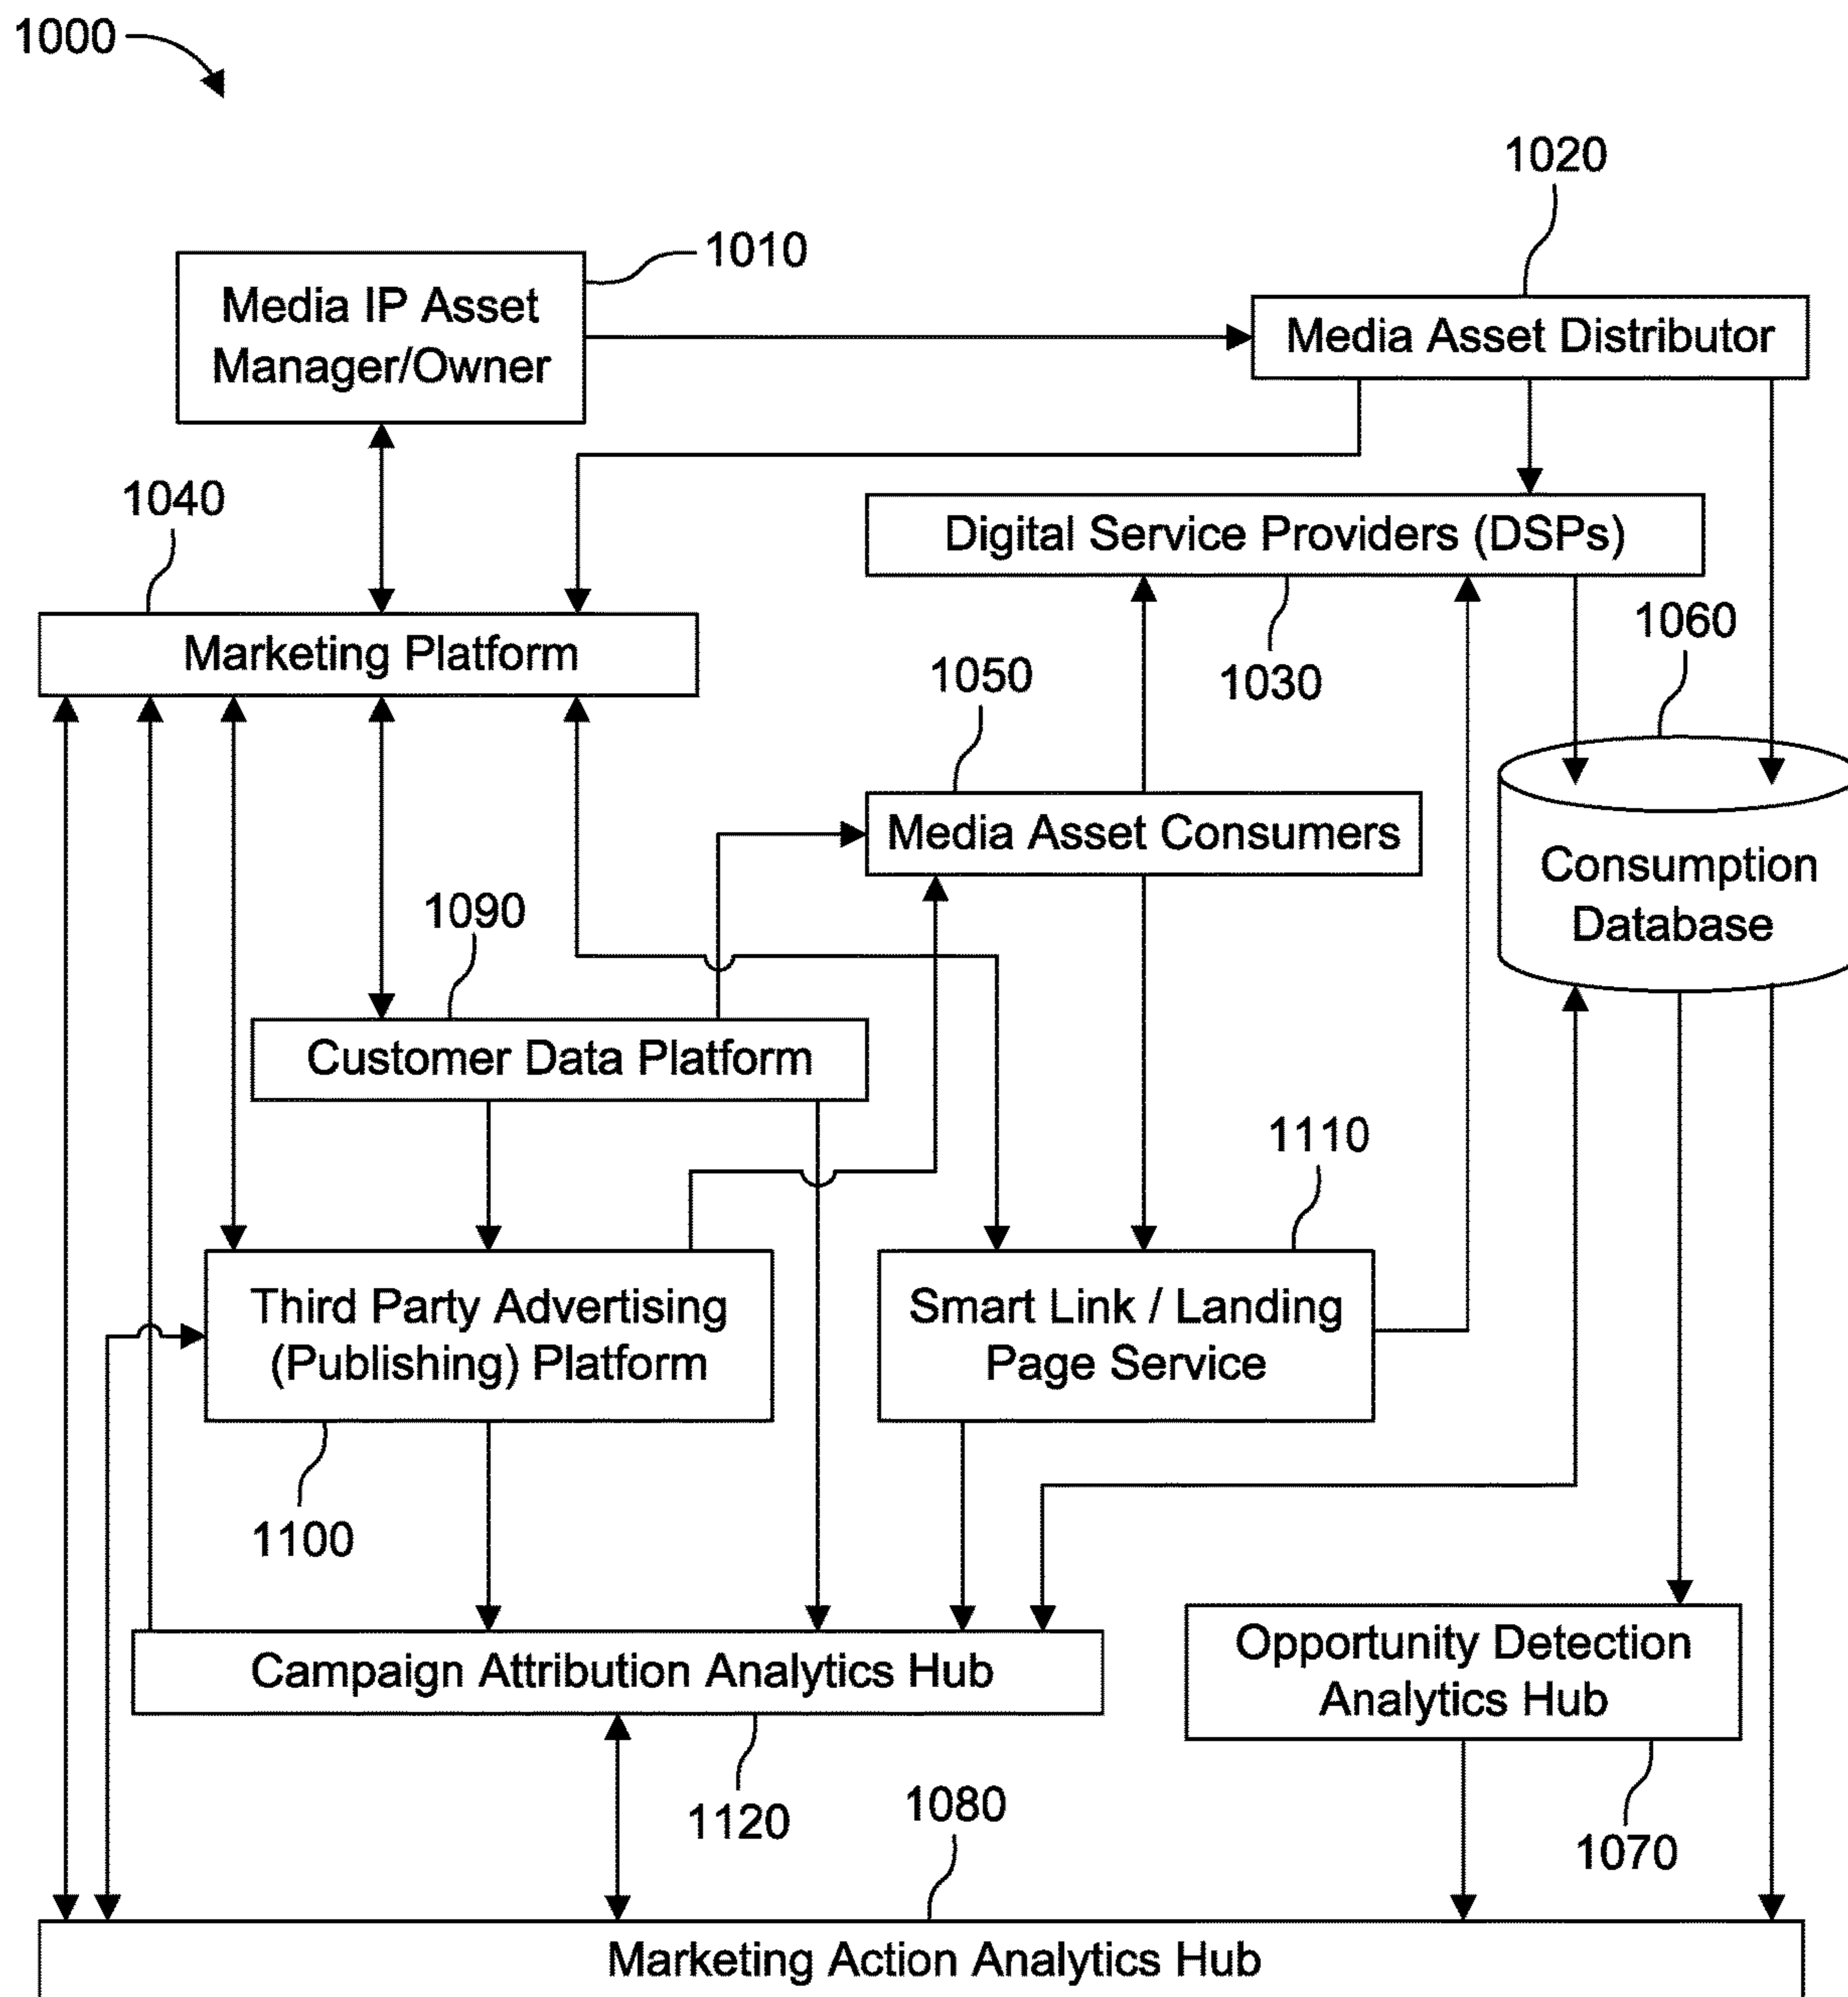 1000
1020
1010
Media IP Asset
Manager/Owner
Media Asset Distributor
1040
Digital Service Providers (DSPs)
1060
Marketing Platform
1050
1030
Media Asset Consumers
Consumption
Database
1090
Customer Data Platform
1110
Third Party Advertising
(Publishing) Platform
Smart Link / Landing
Page Service
1100
Campaign Attribution Analytics Hub
Opportunity Detection
Analytics Hub
1120
1080
1070
Marketing Action Analytics Hub